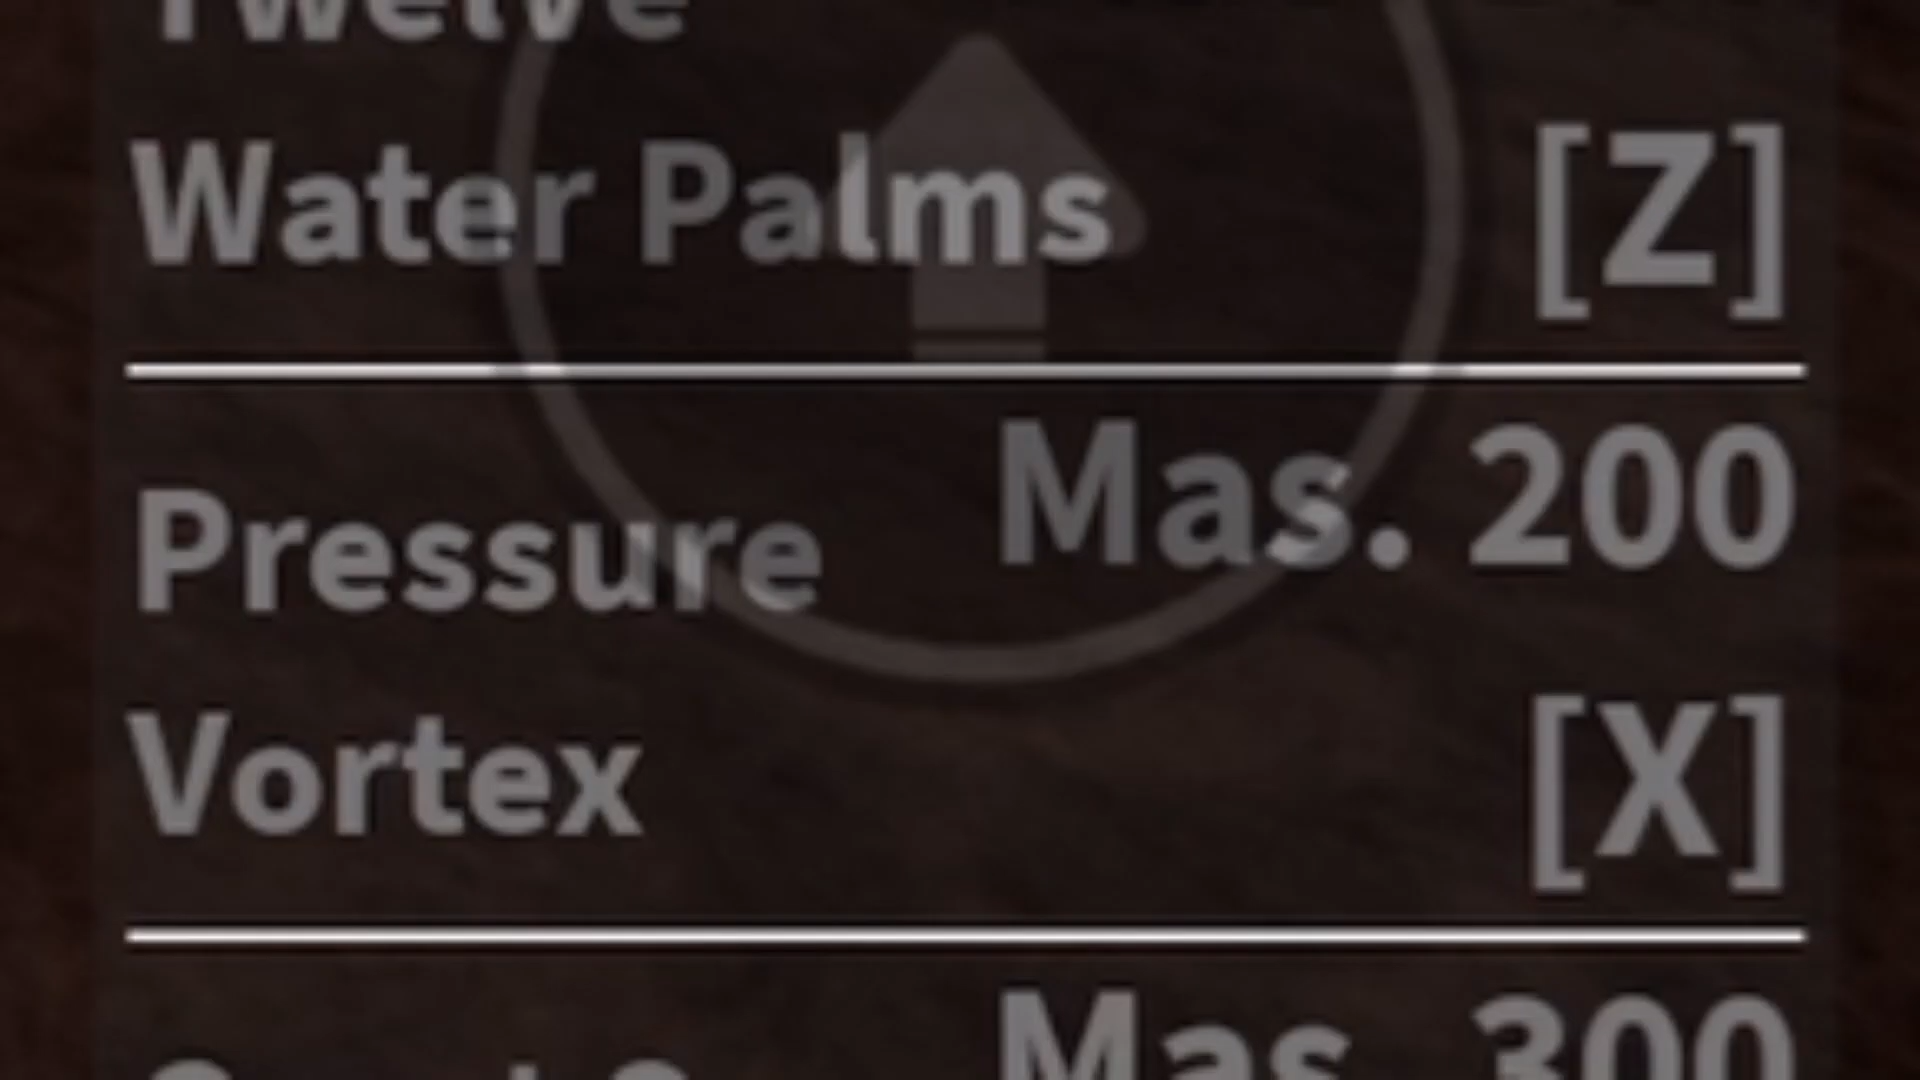 Twelve
Water Palms [Z]
Mas. 200
Pressure
Vortex [X]
Mas. 300